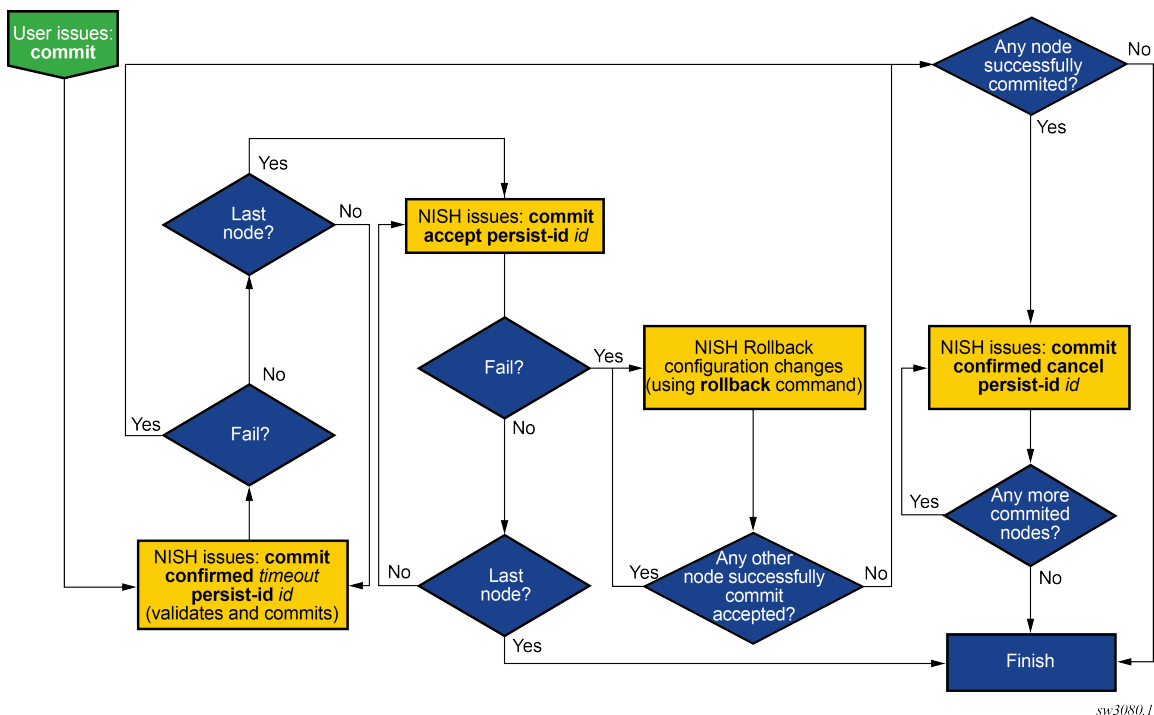 User issues:
commit
Any node
successfully
commited?
No
Yes
Yes
Last
node?
No
NISH issues: commit
accept persist-id id
No
Fail?
Yes
Fail?
Yes
No
NISH Rollback
configuration changes
(using rollback command)
NISH issues: commit
confirmed cancel
persist-id id
Yes
Any more
commited
nodes?
No
NISH issues: commit
confirmed timeout
persist-id id
(validates and commits)
No
Last
node?
Yes
Yes
Any other
node successfully
commit
accepted?
No
Finish
sw3080.1